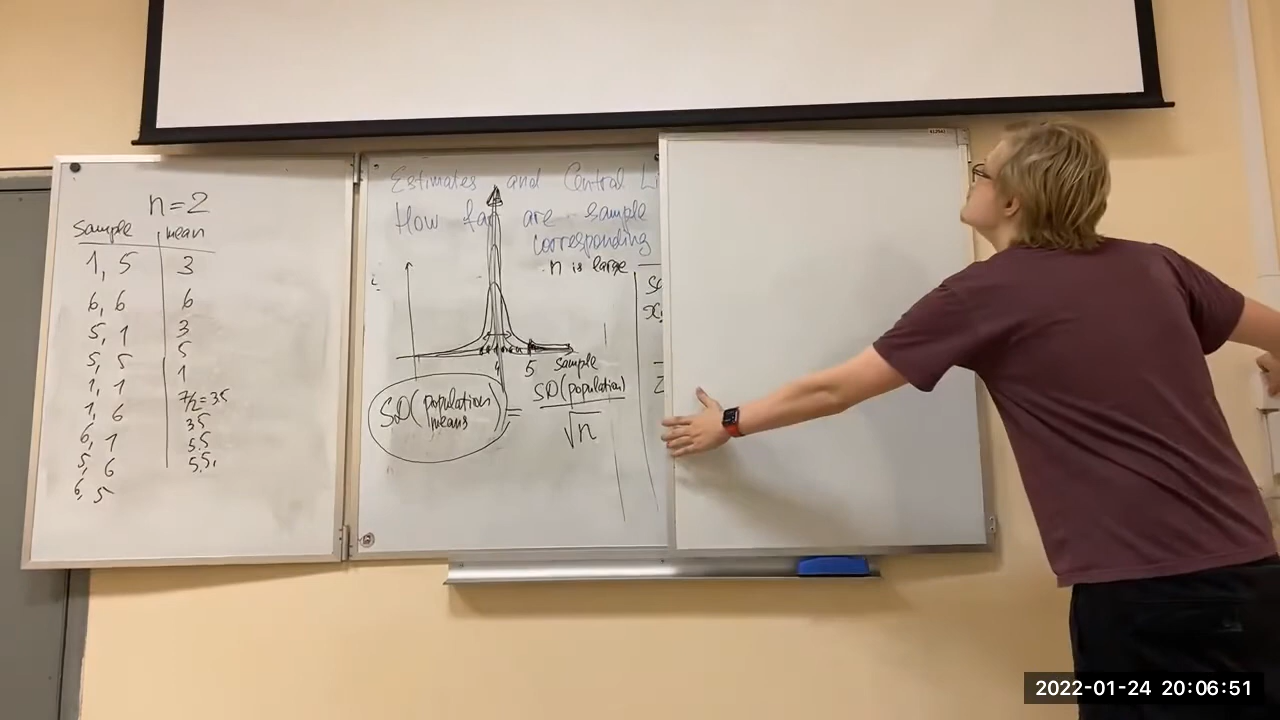 n=2
Sample mean
1, 5 3
6, 6 6
5, 1 3
5, 5 5
1, 1 1
1, 6 7/2=3.5
6, 1 3.5
5, 6 5.5
6, 5 5.5
Estimates and Central Li
How far are sample
corresponding
n is large
5 sample
SD(population means) = SD(population)
√n
2022-01-24 20:06:51